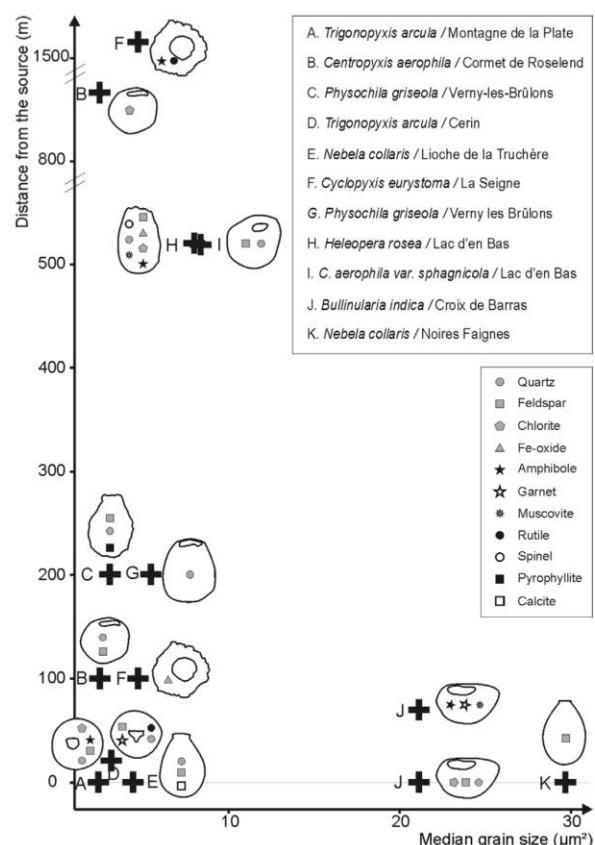 Distance from the source (m)
1500
800
500
400
300
200
100
0
F
B
H I
C G
B F
J
D
A E J K
10 20 30
Median grain size (µm²)
A. Trigonopyxis arcula / Montagne de la Plate
B. Centropyxis aerophila / Cormet de Roselend
C. Physochila griseola / Verny-les-Brûlons
D. Trigonopyxis arcula / Cerin
E. Nebela collaris / Lioche de la Truchère
F. Cyclopyxis eurystoma / La Seigne
G. Physochila griseola / Verny les Brûlons
H. Heleopera rosea / Lac d'en Bas
I. C. aerophila var. sphagnicola / Lac d'en Bas
J. Bullinularia indica / Croix de Barras
K. Nebela collaris / Noires Faignes
Quartz
Feldspar
Chlorite
Fe-oxide
Amphibole
Garnet
Muscovite
Rutile
Spinel
Pyrophyllite
Calcite